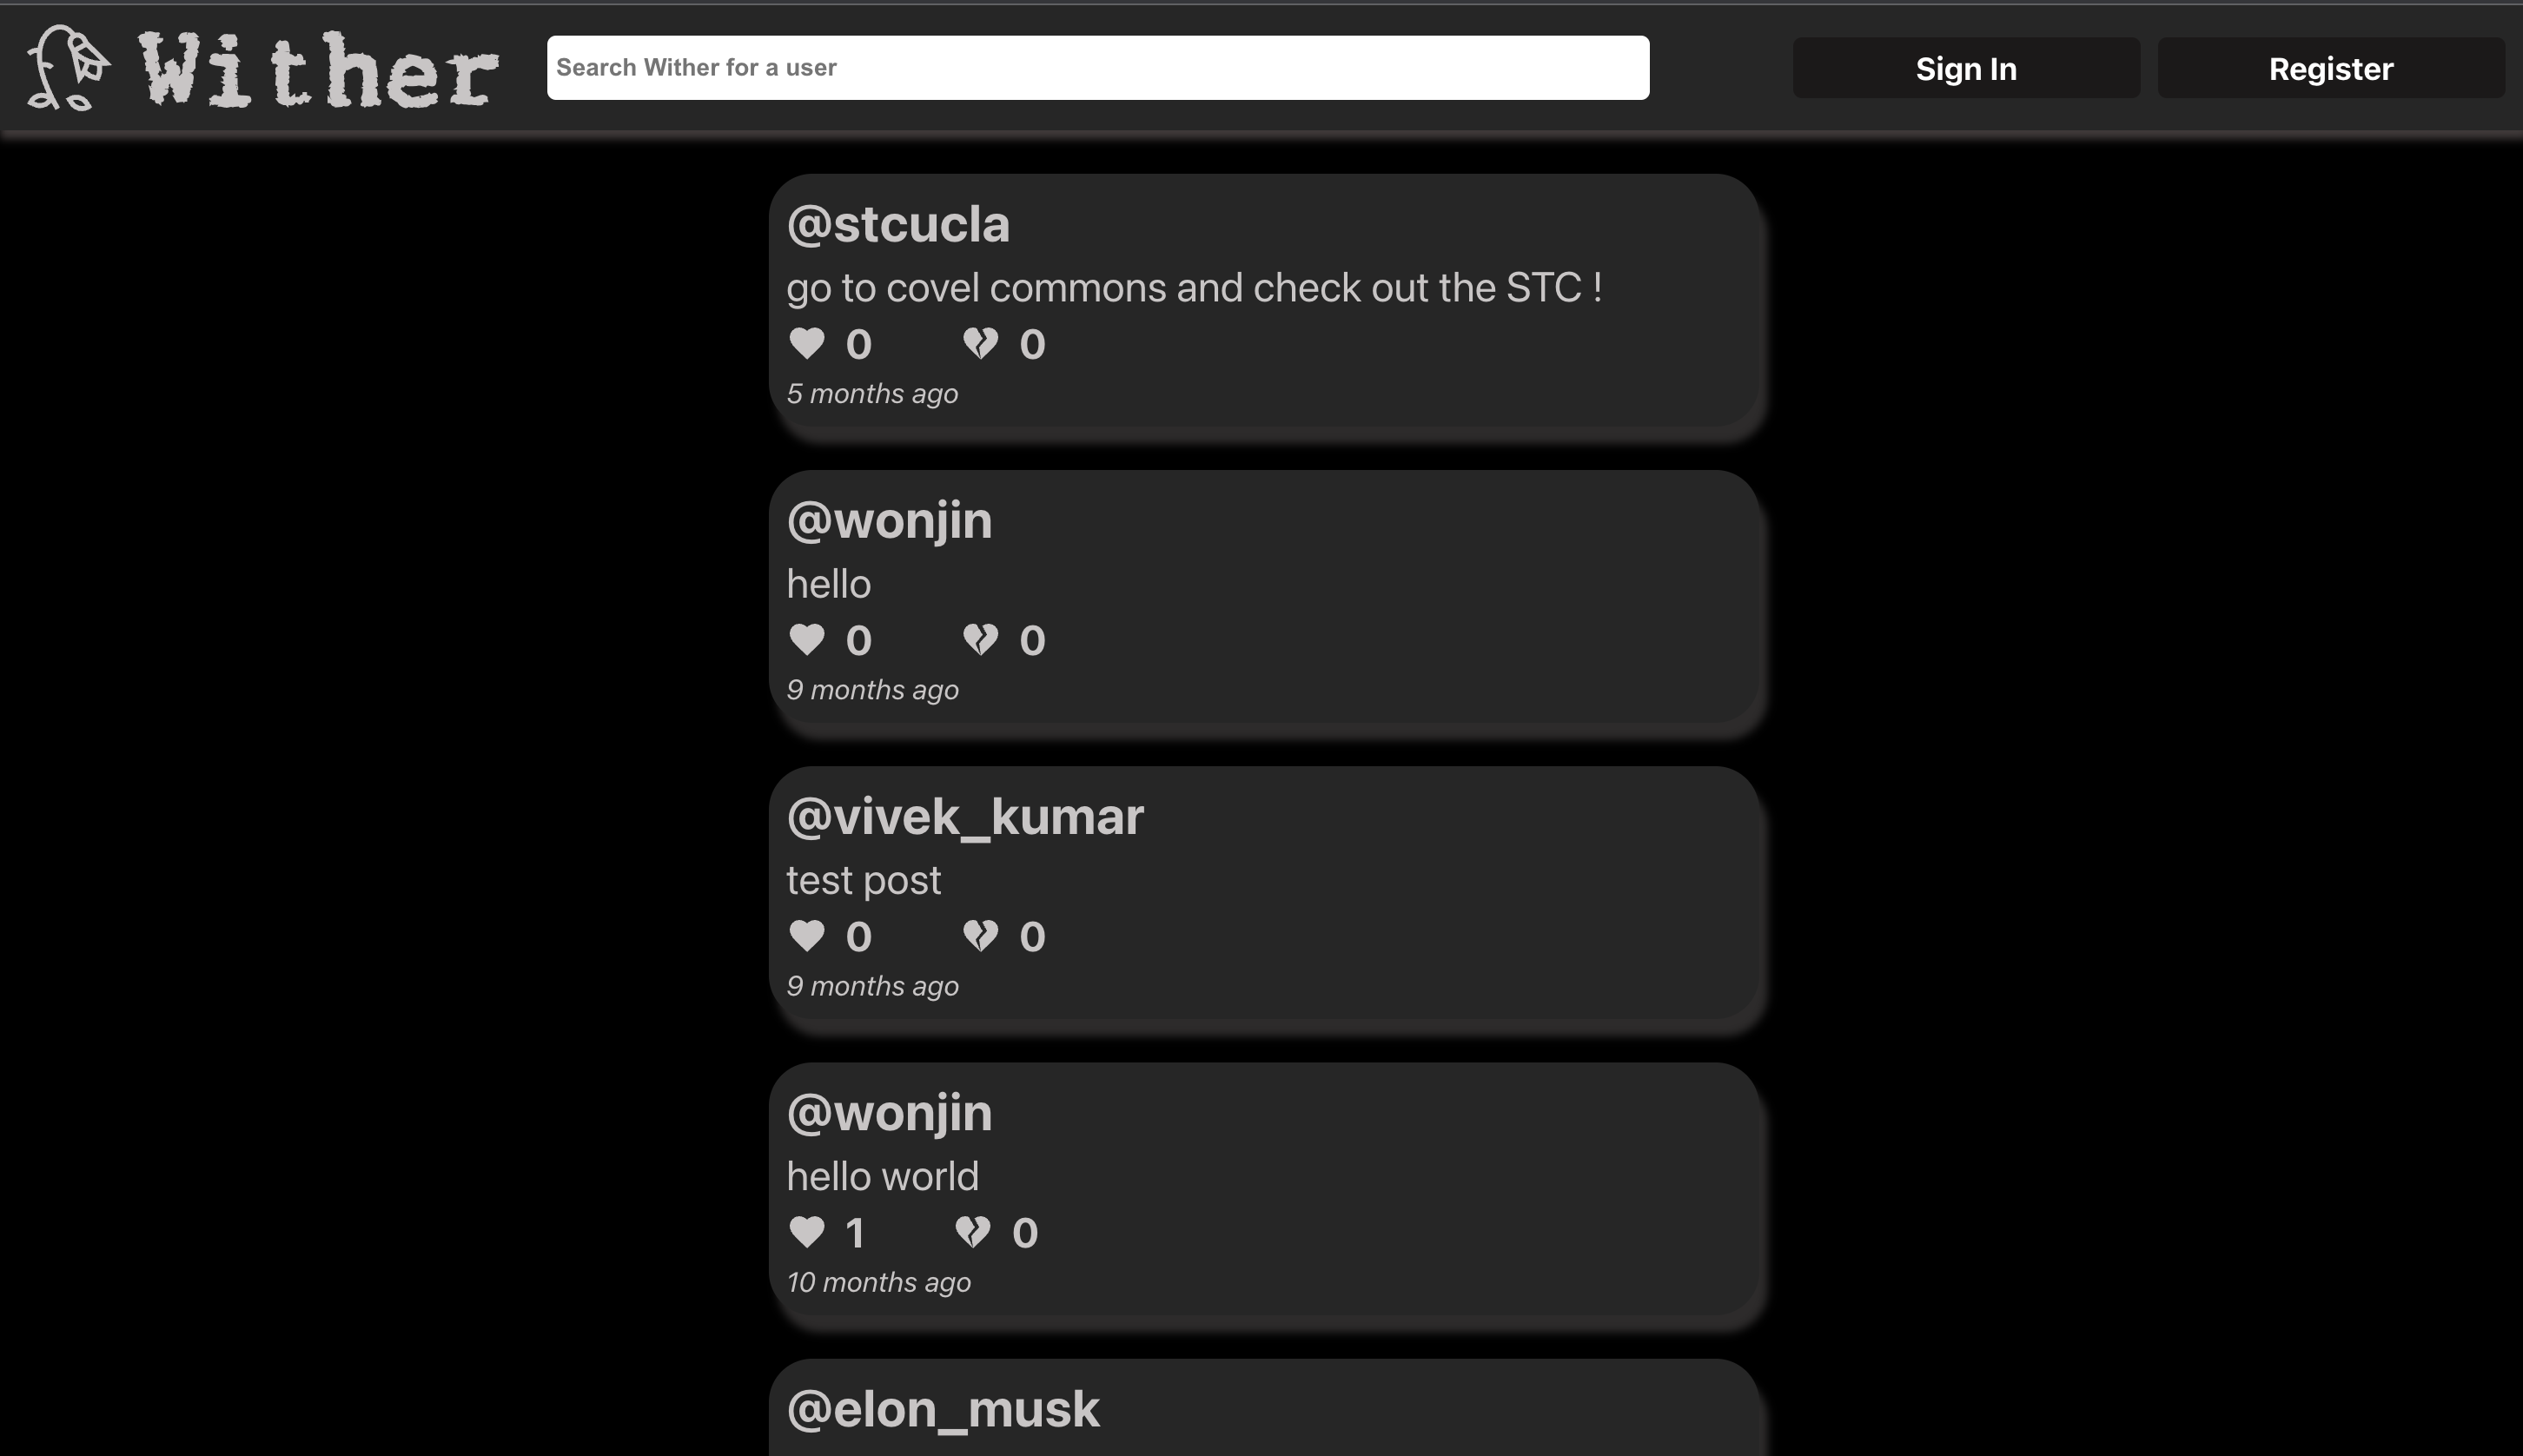 Wither
Search Wither for a user
Sign In
Register
@stcucla
go to covel commons and check out the STC !
0 0
5 months ago
@wonjin
hello
0 0
9 months ago
@vivek_kumar
test post
0 0
9 months ago
@wonjin
hello world
1 0
10 months ago
@elon_musk